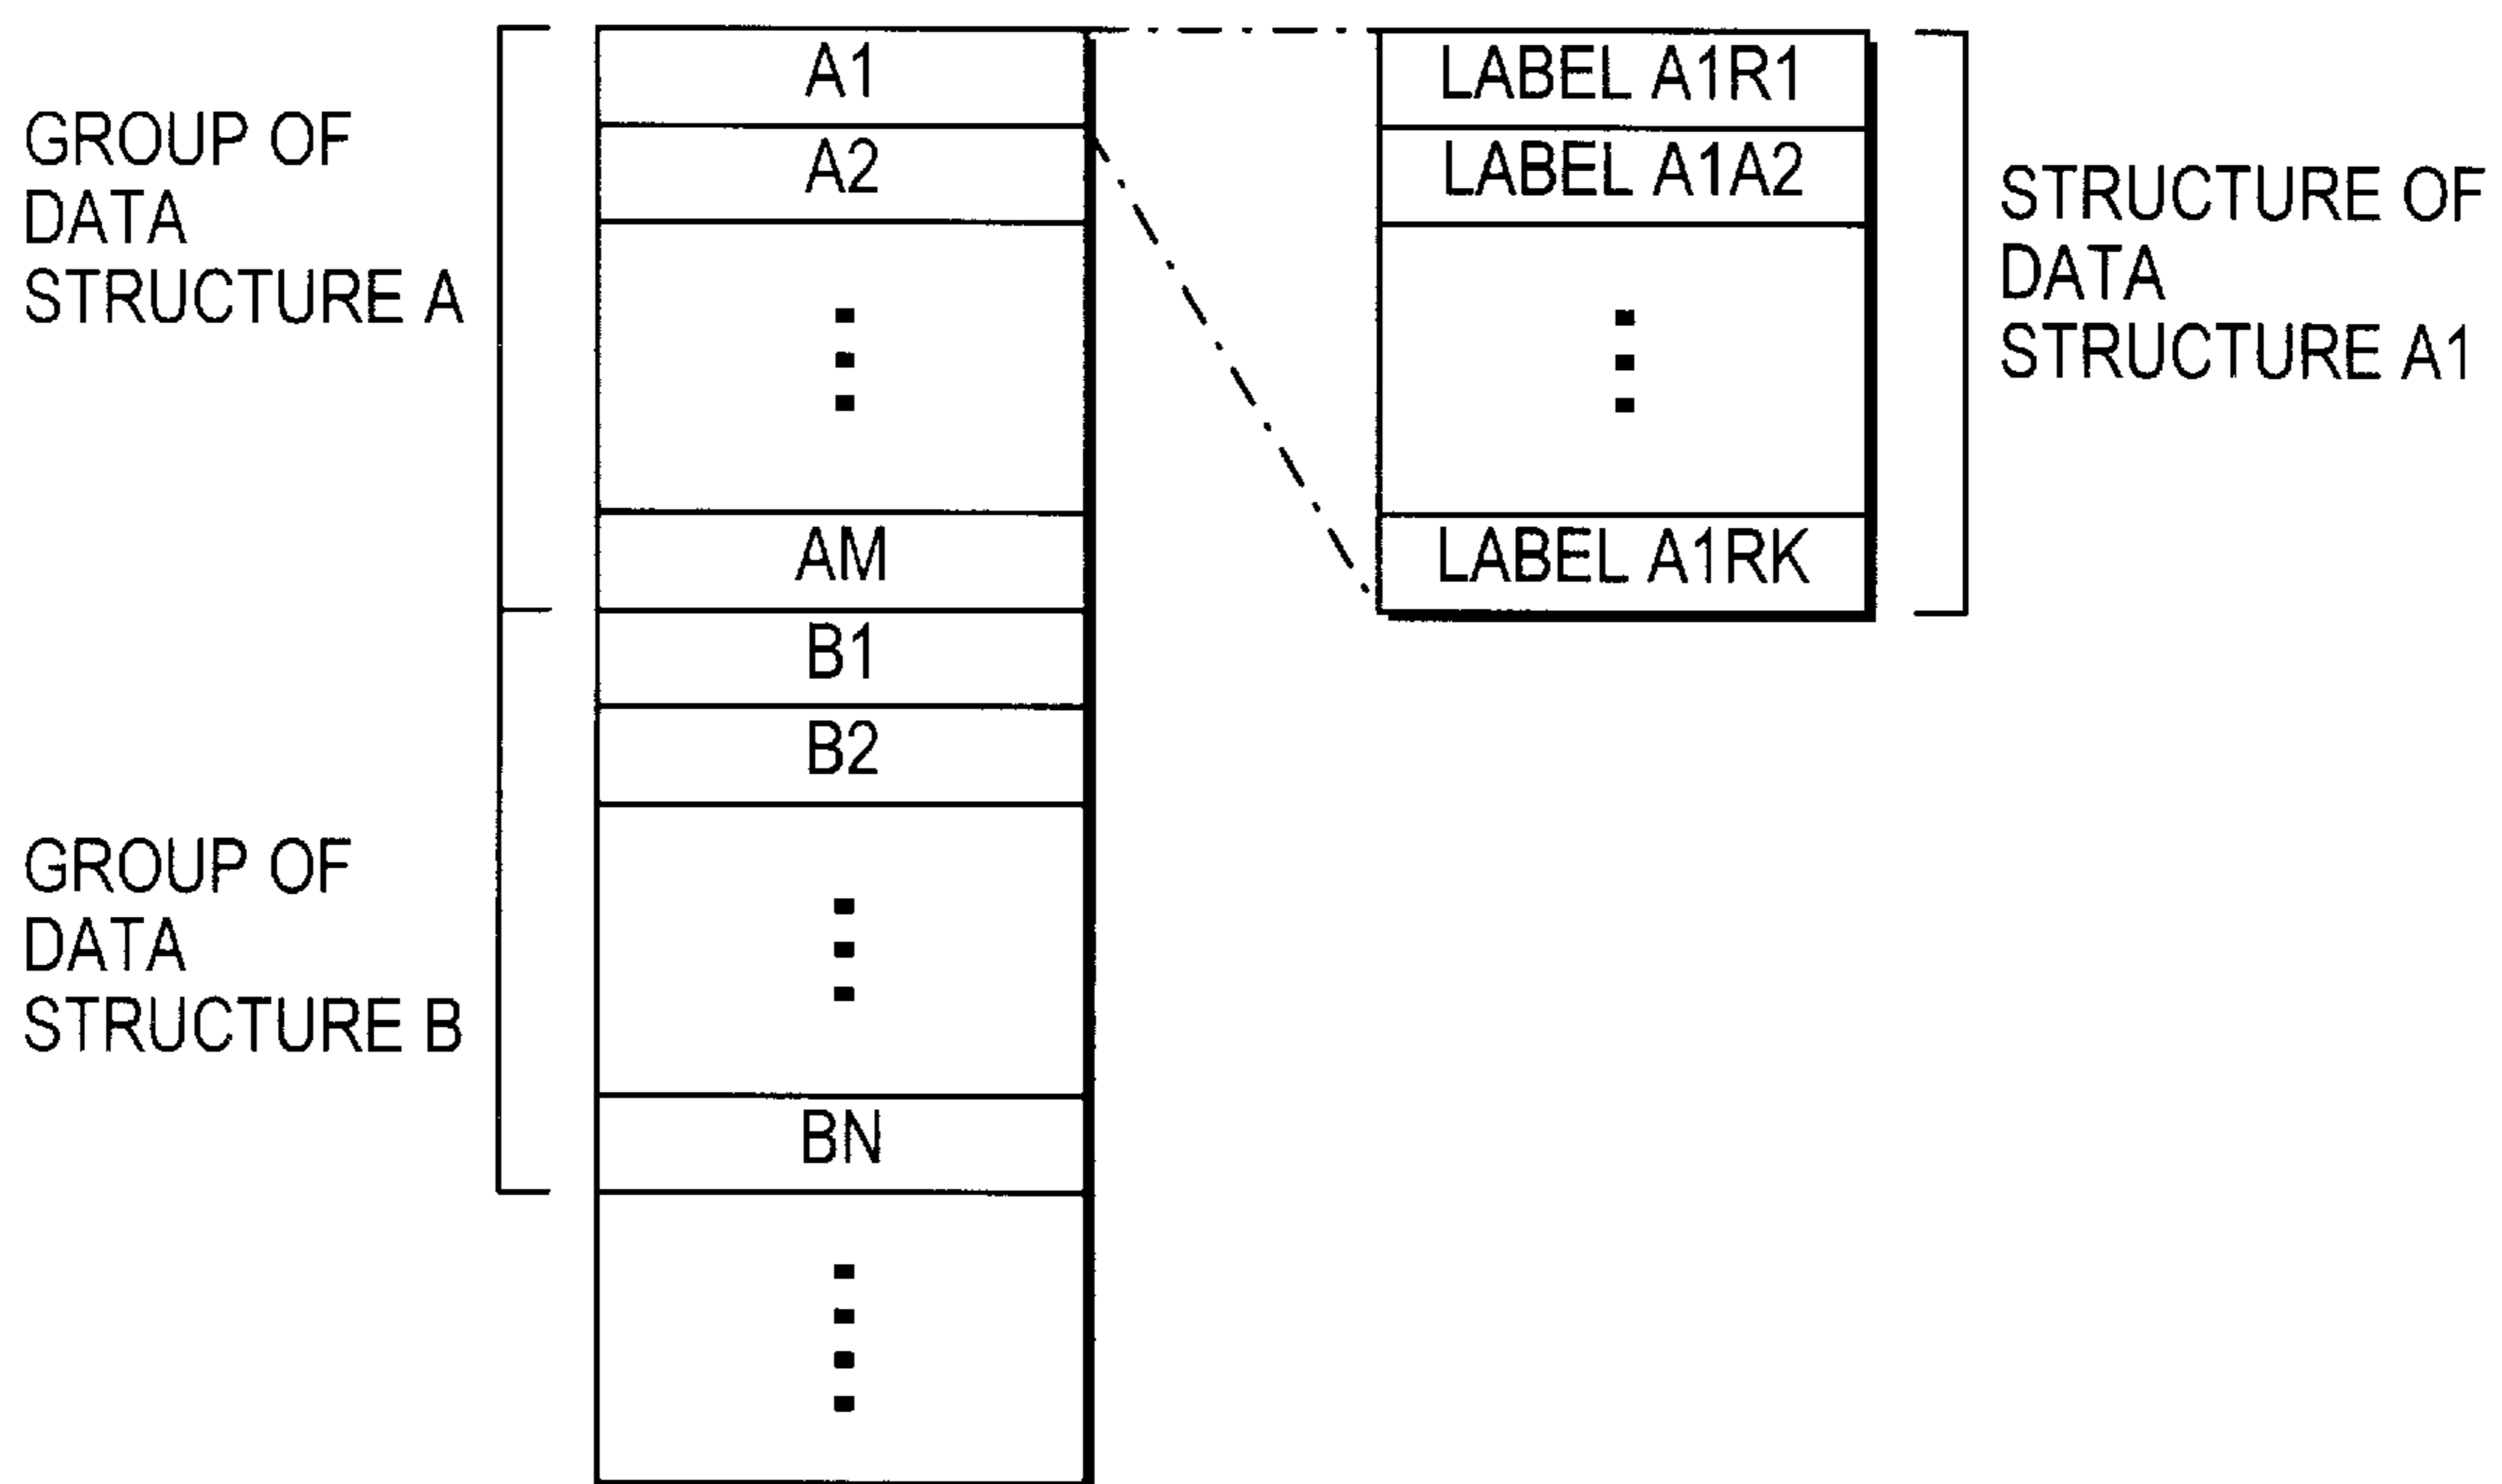 GROUP OF
DATA
STRUCTURE A
A1
A2
AM
GROUP OF
DATA
STRUCTURE B
B1
B2
BN
LABEL A1R1
LABEL A1A2
LABEL A1RK
STRUCTURE OF
DATA
STRUCTURE A1